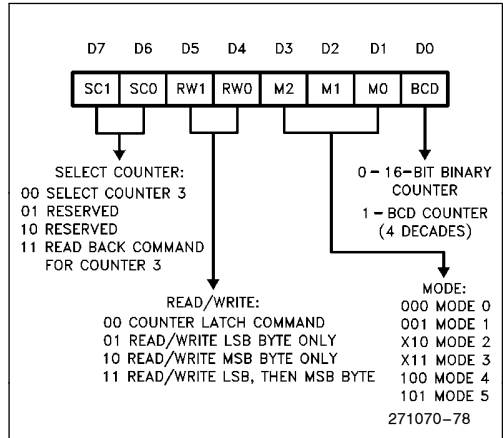 D7 D6 D5 D4 D3 D2 D1 D0
SC1 SC0 RW1 RW0 M2 M1 M0 BCD
SELECT COUNTER:
00 SELECT COUNTER 3
01 RESERVED
10 RESERVED
11 READ BACK COMMAND
FOR COUNTER 3
0-16-BIT BINARY
COUNTER
1-BCD COUNTER
(4 DECADES)
READ/WRITE:
00 COUNTER LATCH COMMAND
01 READ/WRITE LSB BYTE ONLY
10 READ/WRITE MSB BYTE ONLY
11 READ/WRITE LSB, THEN MSB BYTE
MODE:
000 MODE 0
001 MODE 1
X10 MODE 2
X11 MODE 3
100 MODE 4
101 MODE 5
271070-78